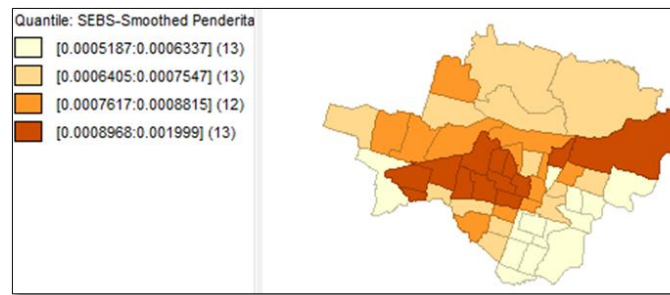 Quantile: SEBS-Smoothed Penderita
[0.0005187:0.0006337] (13)
[0.0006405:0.0007547] (13)
[0.0007617:0.0008815] (12)
[0.0008968:0.001999] (13)